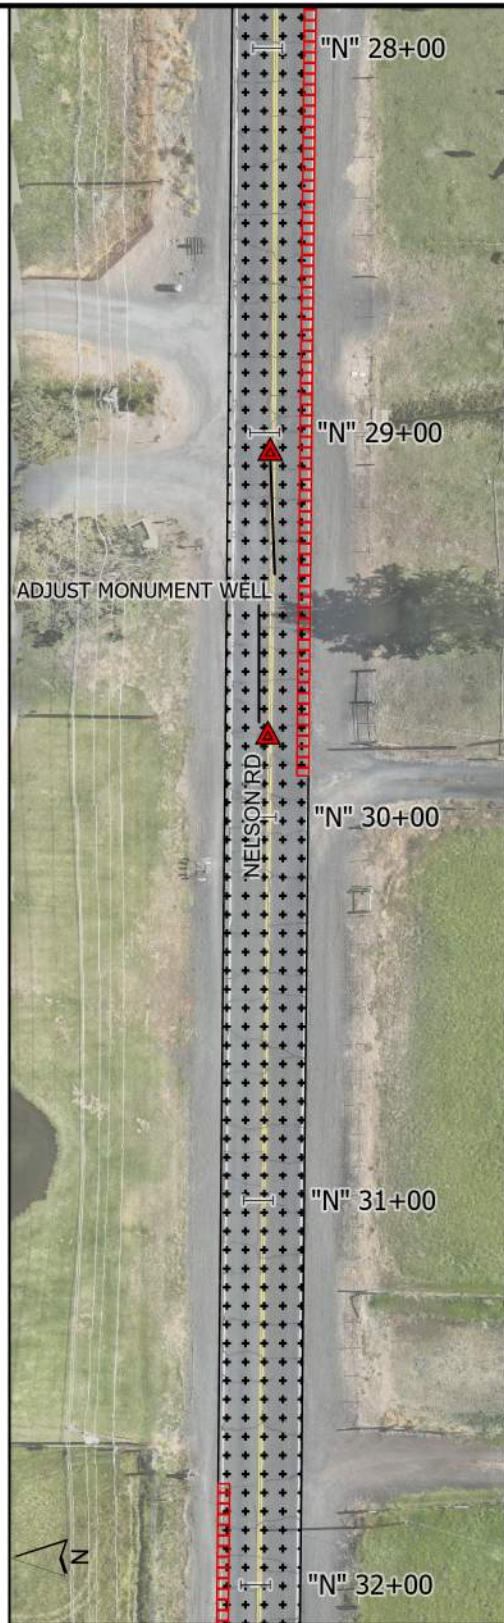 "N" 28+00
"N" 29+00
ADJUST MONUMENT WELL
NELSON RD
"N" 30+00
"N" 31+00
N
"N" 32+00